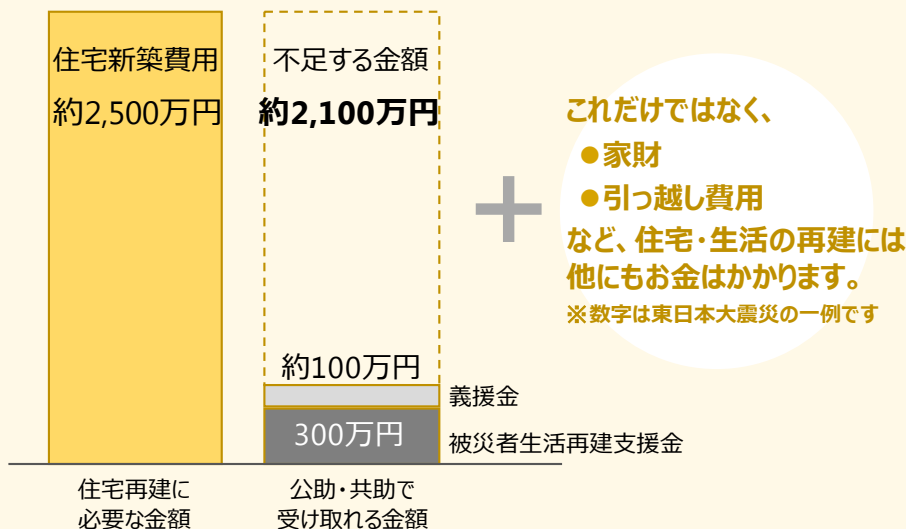 住宅新築費用
約2,500万円
不足する金額
約2,100万円
約100万円
義援金
300万円
被災者生活再建支援金
住宅再建に
必要な金額
公助・共助で
受け取れる金額
+
これだけではなく、
●家財
●引っ越し費用
など、住宅・生活の再建には
他にもお金はかかります。
※数字は東日本大震災の一例です